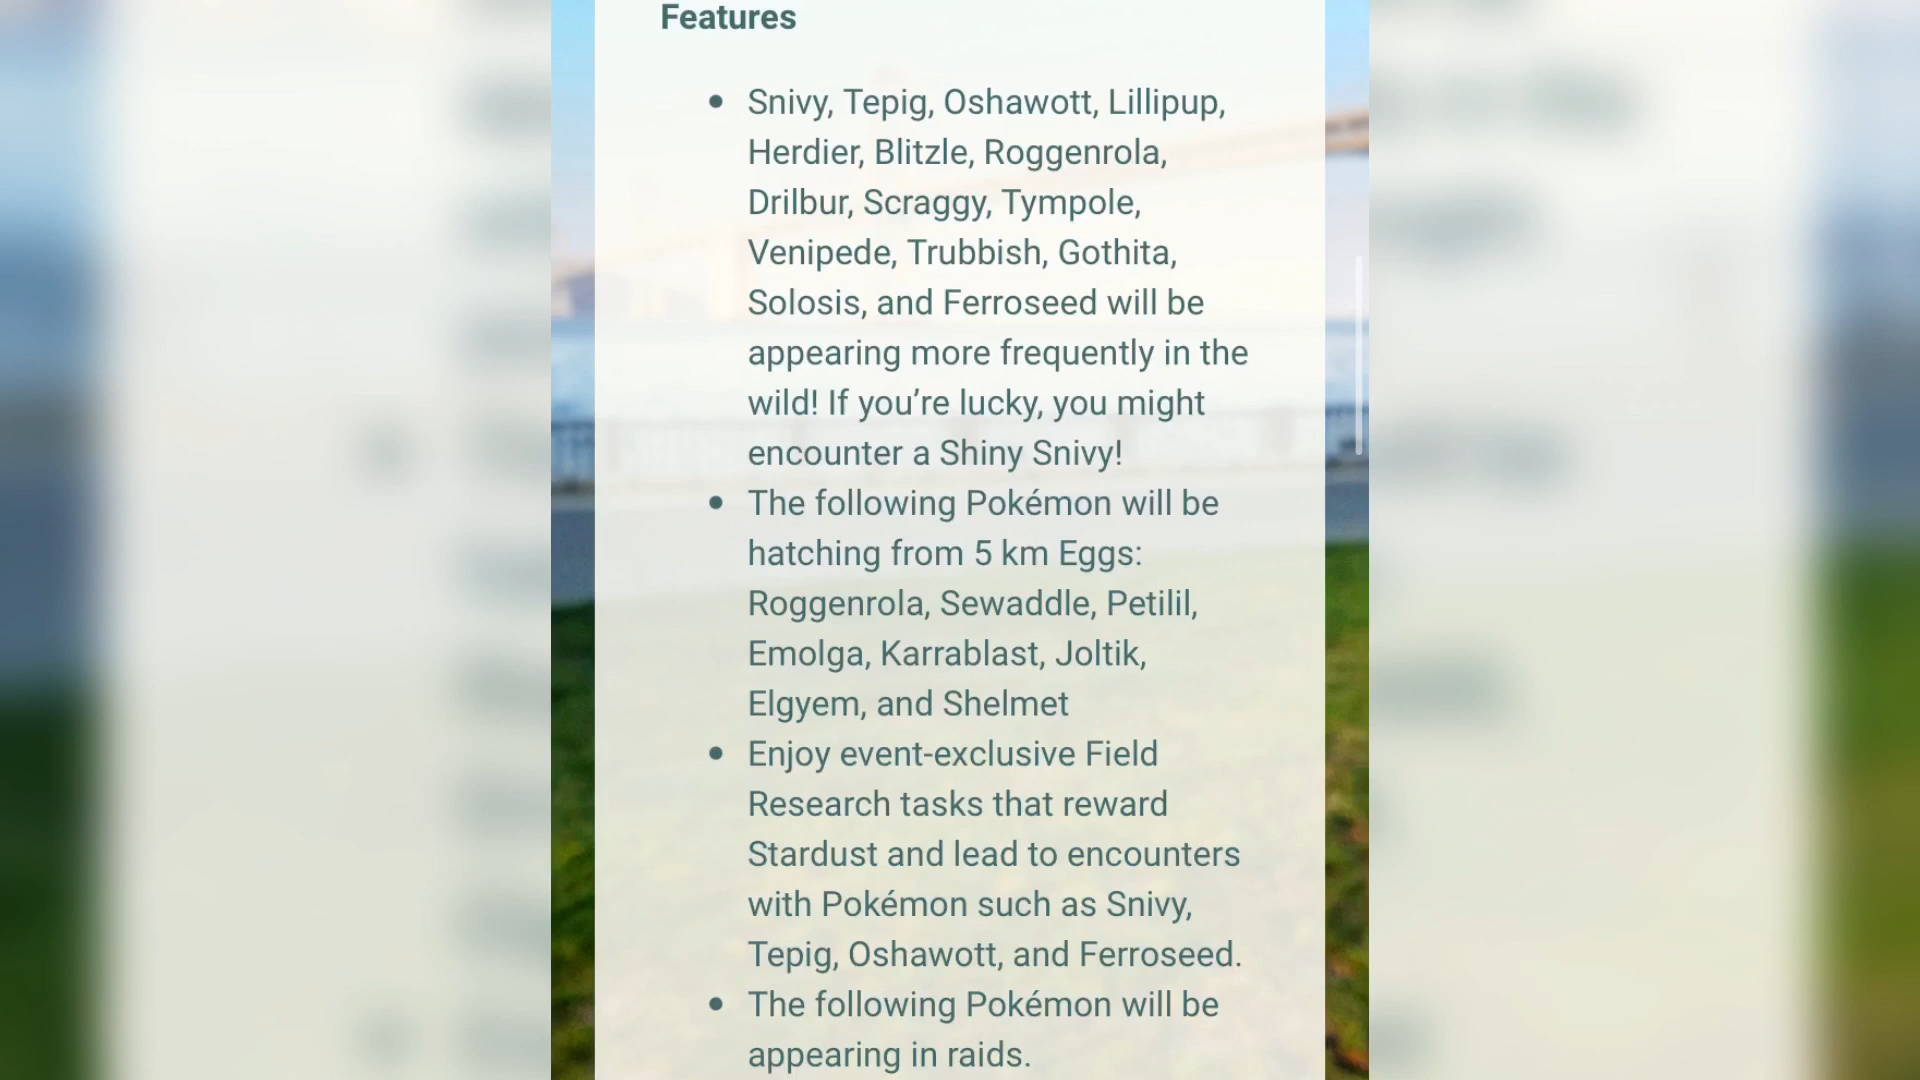 Features
• Snivy, Tepig, Oshawott, Lillipup,
Herdier, Blitzle, Roggenrola,
Drilbur, Scraggy, Tympole,
Venipede, Trubbish, Gothita,
Solosis, and Ferroseed will be
appearing more frequently in the
wild! If you’re lucky, you might
encounter a Shiny Snivy!
• The following Pokémon will be
hatching from 5 km Eggs:
Roggenrola, Sewaddle, Petilil,
Emolga, Karrablast, Joltik,
Elgyem, and Shelmet
• Enjoy event-exclusive Field
Research tasks that reward
Stardust and lead to encounters
with Pokémon such as Snivy,
Tepig, Oshawott, and Ferroseed.
• The following Pokémon will be
appearing in raids.